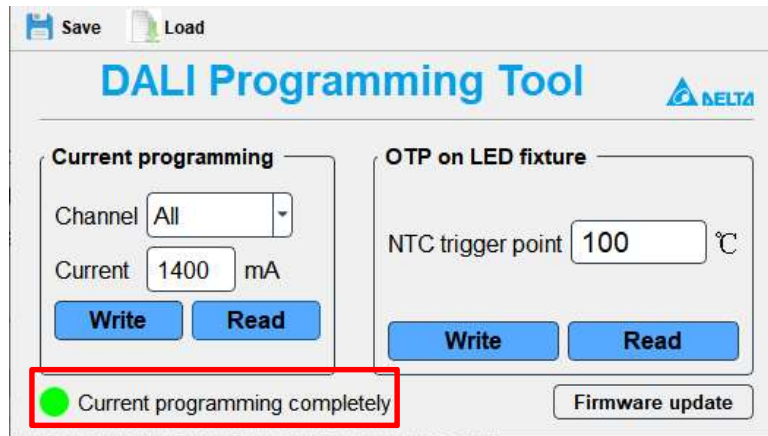 Save Load
DALI Programming Tool
DELTA
Current programming
Channel All
Current 1400 mA
Write Read
OTP on LED fixture
NTC trigger point 100 ℃
Write Read
Current programming completely
Firmware update